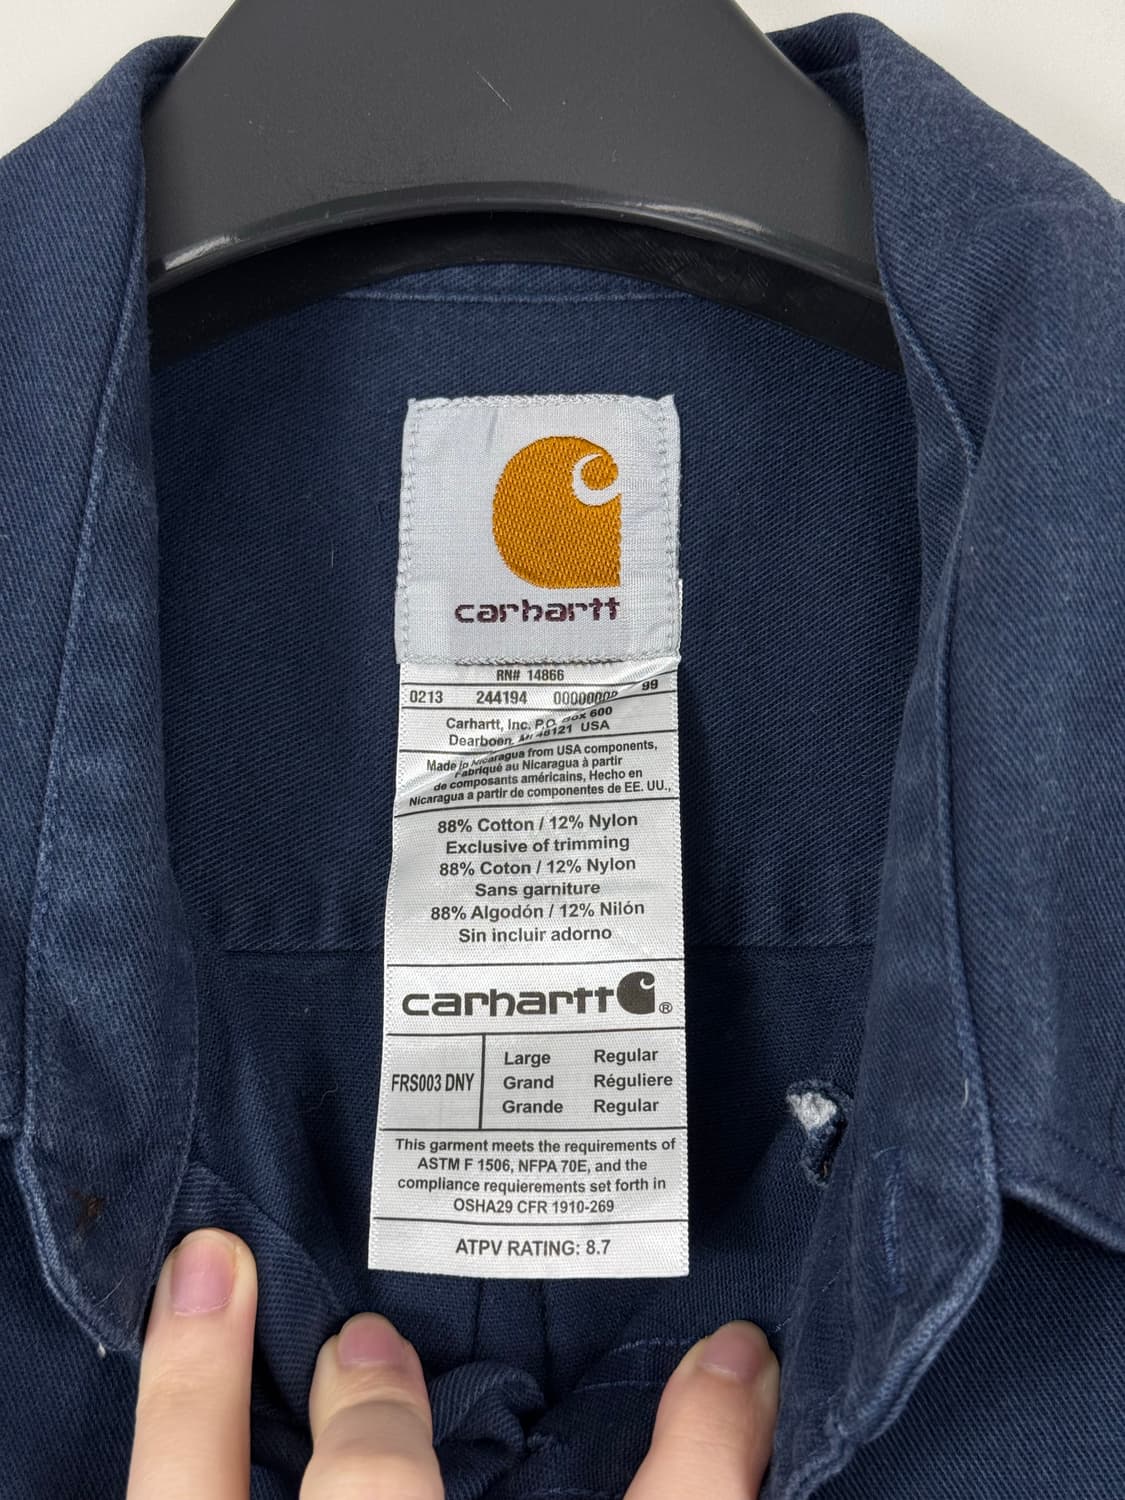 carhartt
RN# 14866
0213 244194 99
Carhartt, Inc. P.O. Box 600
Dearborn, MI 48121 USA
Made in Nicaragua from USA components,
Fabriqué au Nicaragua à partir
de composants américains, Hecho en
Nicaragua a partir de componentes de EE. UU.,
88% Cotton / 12% Nylon
Exclusive of trimming
88% Coton / 12% Nylon
Sans garniture
88% Algodón / 12% Nilón
Sin incluir adorno
carhartt ®
FRS003 DNY
Large Regular
Grand Réguliere
Grande Regular
This garment meets the requirements of
ASTM F 1506, NFPA 70E, and the
compliance requierements set forth in
OSHA29 CFR 1910-269
ATPV RATING: 8.7